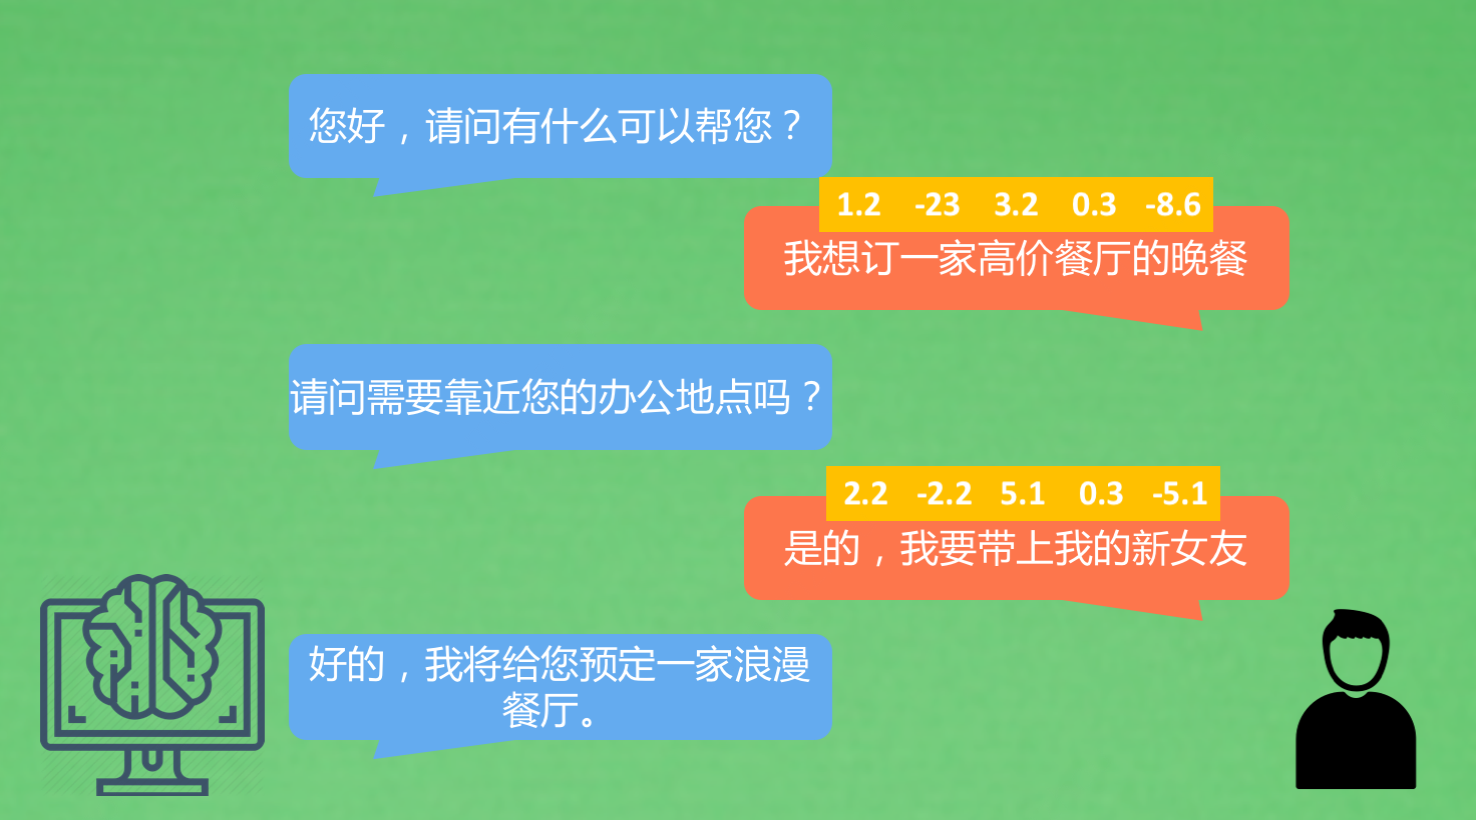 您好，请问有什么可以帮您？
1.2 -23 3.2 0.3 -8.6
我想订一家高价餐厅的晚餐
请问需要靠近您的办公地点吗？
2.2 -2.2 5.1 0.3 -5.1
是的，我要带上我的新女友
好的，我将给您预定一家浪漫
餐厅。